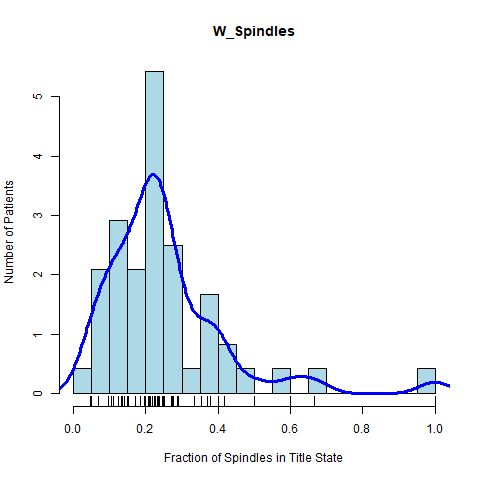 W_Spindles
Number of Patients
5
4
3
2
1
0
0.0 0.2 0.4 0.6 0.8 1.0
Fraction of Spindles in Title State